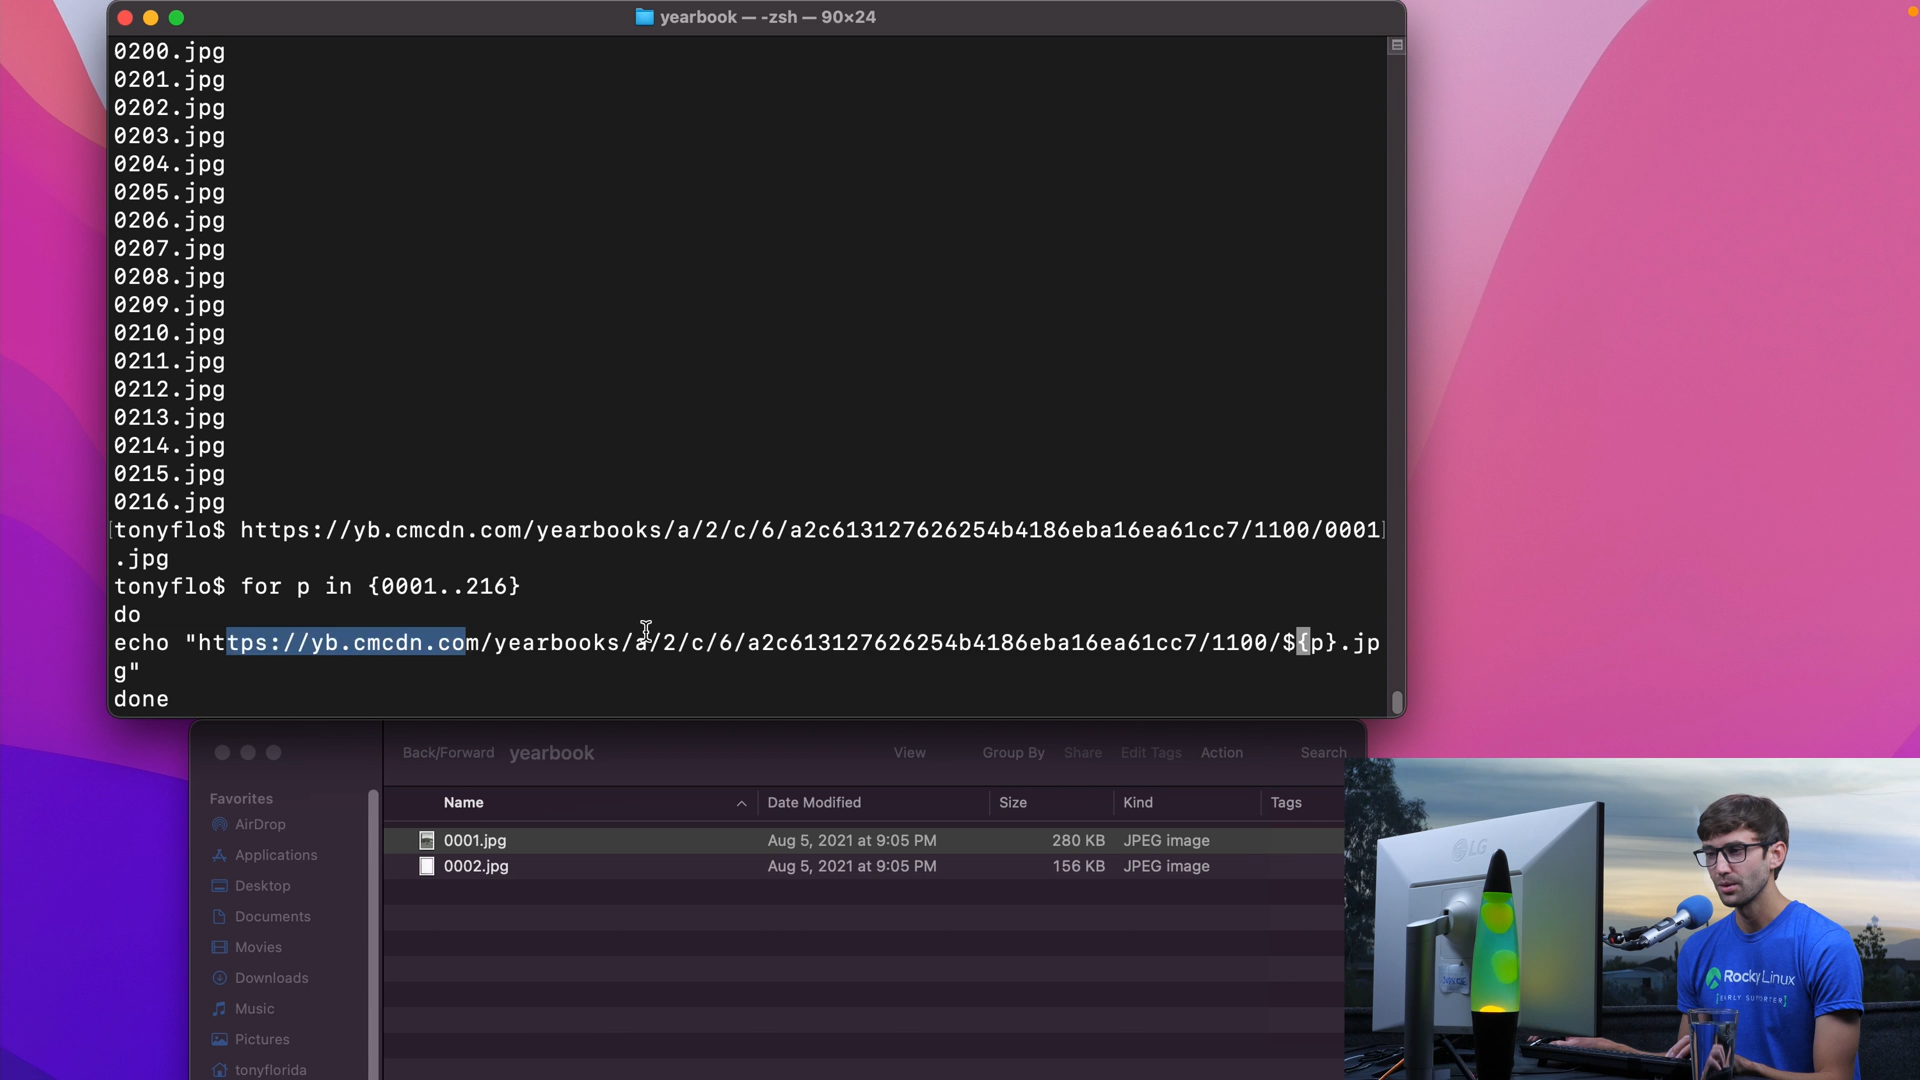 yearbook — -zsh — 90×24
0200.jpg
0201.jpg
0202.jpg
0203.jpg
0204.jpg
0205.jpg
0206.jpg
0207.jpg
0208.jpg
0209.jpg
0210.jpg
0211.jpg
0212.jpg
0213.jpg
0214.jpg
0215.jpg
0216.jpg
[tonyflo$ https://yb.cmcdn.com/yearbooks/a/2/c/6/a2c613127626254b4186eba16ea61cc7/1100/0001]
.jpg
tonyflo$ for p in {0001..216}
do
echo "https://yb.cmcdn.com/yearbooks/a/2/c/6/a2c613127626254b4186eba16ea61cc7/1100/${p}.jp
g"
done
Back/Forward yearbook View Group By Share Edit Tags Action Search
Favorites
AirDrop
Applications
Desktop
Documents
Movies
Downloads
Music
Pictures
tonyflorida
Name Date Modified Size Kind Tags
0001.jpg Aug 5, 2021 at 9:05 PM 280 KB JPEG image
0002.jpg Aug 5, 2021 at 9:05 PM 156 KB JPEG image
LG
Rocky Linux
[EARLY SUPPORTER]